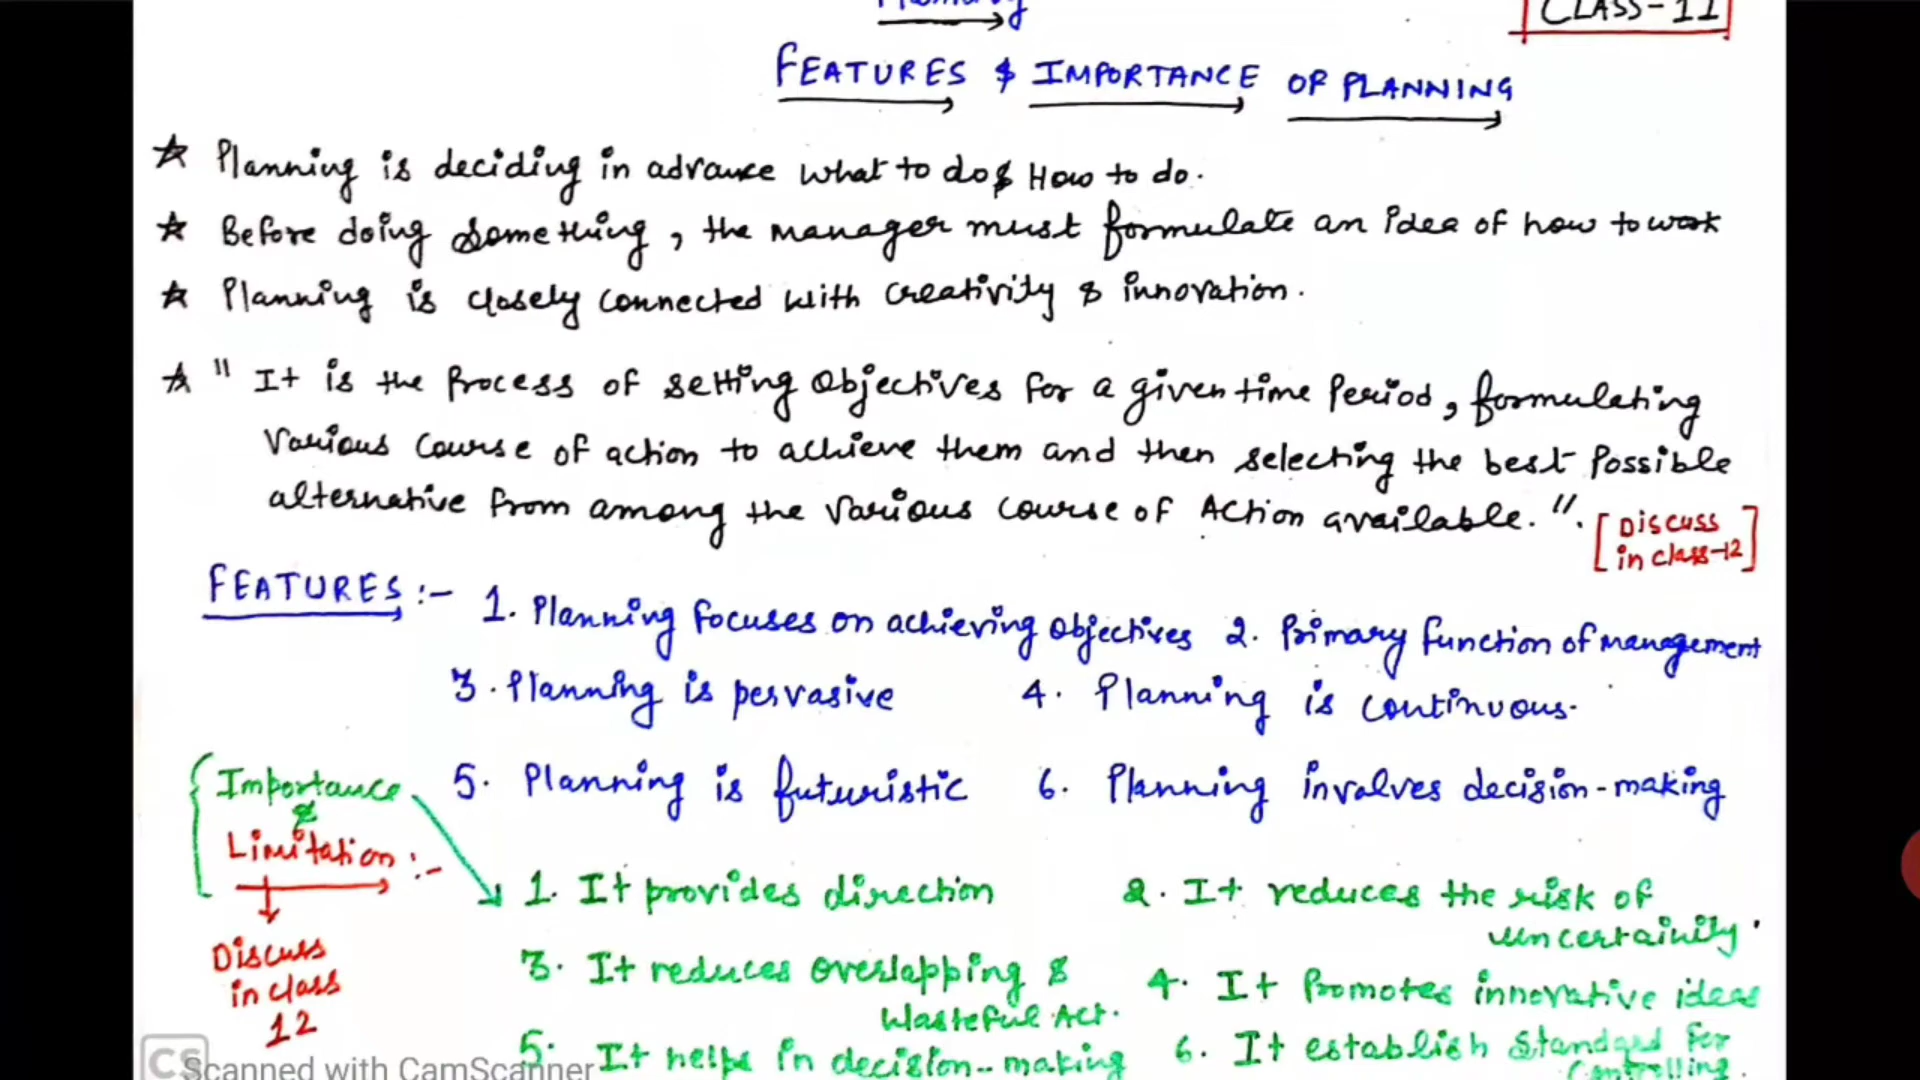 Planning
CLASS-11
FEATURES & IMPORTANCE OF PLANNING
☆ Planning is deciding in advance what to do & How to do.
☆ Before doing something, the manager must formulate an idea of how to work
☆ Planning is closely connected with creativity & innovation.
☆ " It is the Process of setting Objectives for a given time Period, formulating
Various Course of action to achieve them and then selecting the best Possible
alternative from among the Various Course of Action available. ".
[Discuss
in class-12]
FEATURES :- 1. Planning focuses on achieving Objectives 2. Primary function of management
3. Planning is pervasive 4. Planning is continuous.
5. Planning is futuristic 6. Planning involves decision-making
Importance
&
Limitation :-
Discuss
in class
12
1. It provides direction 2. It reduces the risk of
uncertainity.
3. It reduces overlapping &
Wasteful Act.
4. It Promotes innovative ideas
5. It helps in decision-making 6. It establish standard for
Controlling.
CS Scanned with CamScanner